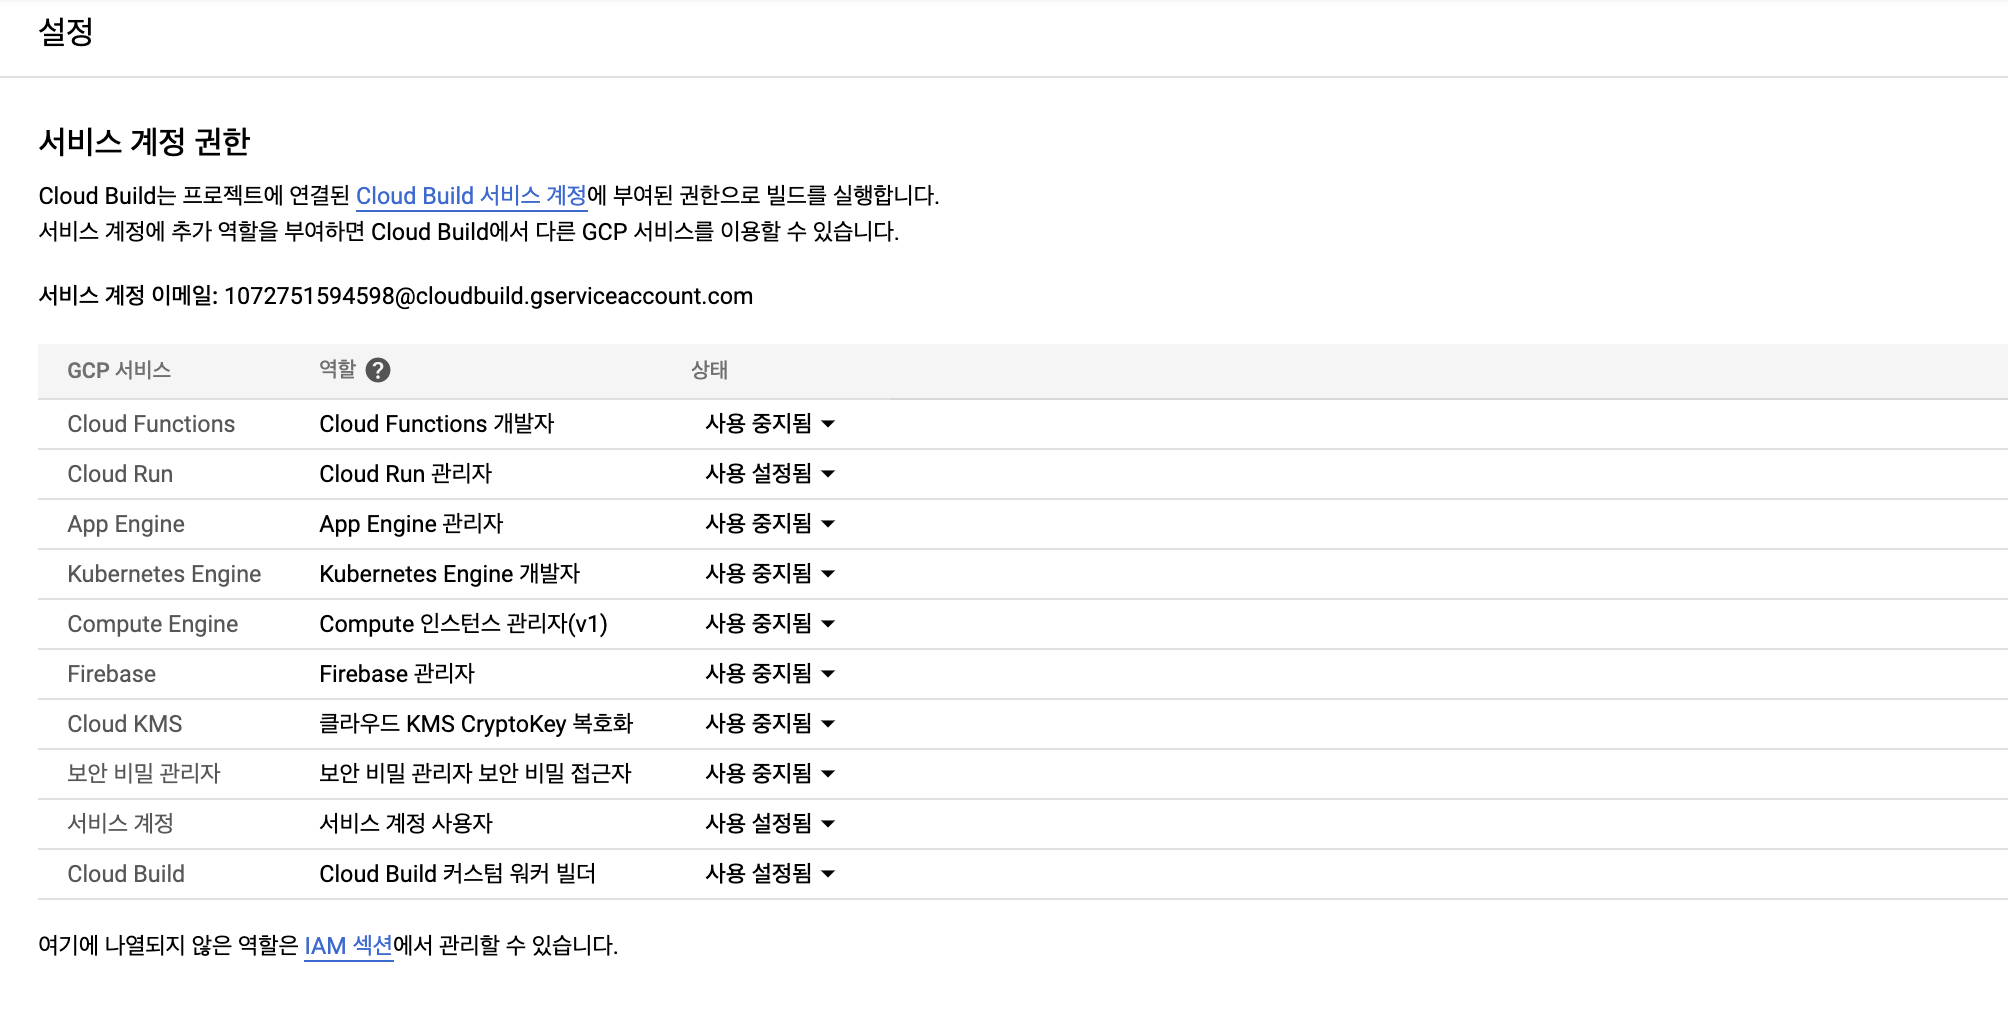 설정
서비스 계정 권한
Cloud Build는 프로젝트에 연결된 Cloud Build 서비스 계정에 부여된 권한으로 빌드를 실행합니다.
서비스 계정에 추가 역할을 부여하면 Cloud Build에서 다른 GCP 서비스를 이용할 수 있습니다.
서비스 계정 이메일: 1072751594598@cloudbuild.gserviceaccount.com
GCP 서비스 역할 ? 상태
Cloud Functions Cloud Functions 개발자 사용 중지됨
Cloud Run Cloud Run 관리자 사용 설정됨
App Engine App Engine 관리자 사용 중지됨
Kubernetes Engine Kubernetes Engine 개발자 사용 중지됨
Compute Engine Compute 인스턴스 관리자(v1) 사용 중지됨
Firebase Firebase 관리자 사용 중지됨
Cloud KMS 클라우드 KMS CryptoKey 복호화 사용 중지됨
보안 비밀 관리자 보안 비밀 관리자 보안 비밀 접근자 사용 중지됨
서비스 계정 서비스 계정 사용자 사용 설정됨
Cloud Build Cloud Build 커스텀 워커 빌더 사용 설정됨
여기에 나열되지 않은 역할은 IAM 섹션에서 관리할 수 있습니다.